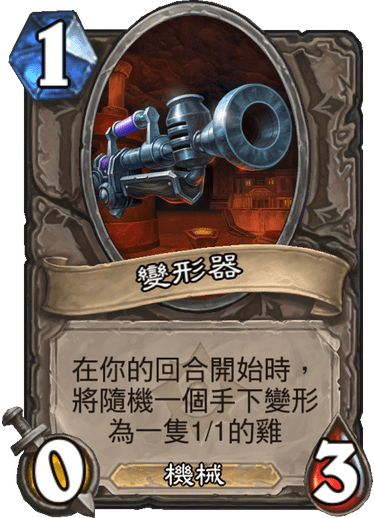 1
變形器
在你的回合開始時，
將隨機一個手下變形
為一隻1/1的雞
0
機械
3